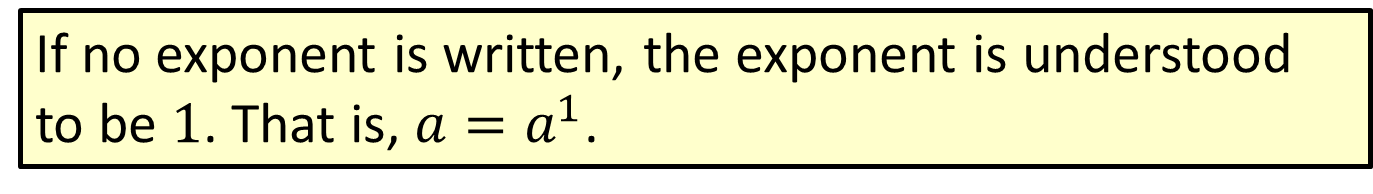 If no exponent is written, the exponent is understood
to be 1. That is, 𝑎 = 𝑎¹.